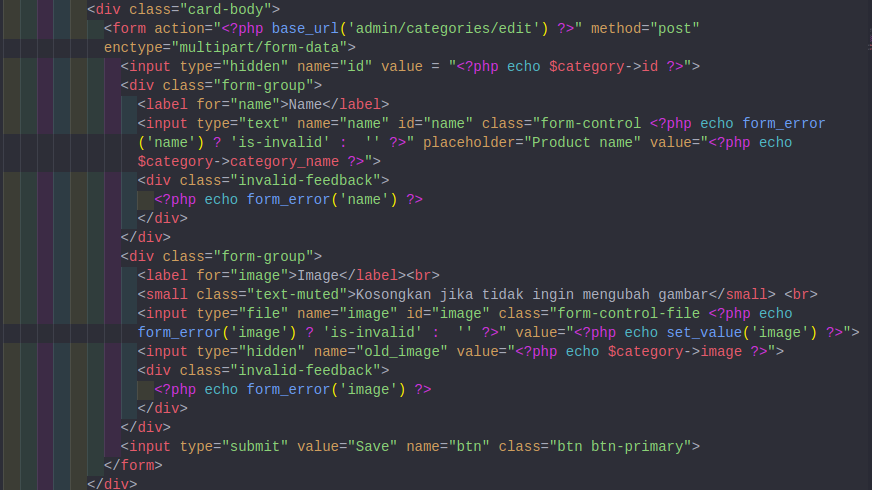 <div class="card-body">
<form action="<?php base_url('admin/categories/edit') ?>" method="post"
enctype="multipart/form-data">
<input type="hidden" name="id" value = "<?php echo $category->id ?>">
<div class="form-group">
<label for="name">Name</label>
<input type="text" name="name" id="name" class="form-control <?php echo form_error
('name') ? 'is-invalid' :  '' ?>" placeholder="Product name" value="<?php echo
$category->category_name ?>">
<div class="invalid-feedback">
<?php echo form_error('name') ?>
</div>
</div>
<div class="form-group">
<label for="image">Image</label><br>
<small class="text-muted">Kosongkan jika tidak ingin mengubah gambar</small> <br>
<input type="file" name="image" id="image" class="form-control-file <?php echo
form_error('image') ? 'is-invalid' :  ''  ?>" value="<?php echo set_value('image') ?>">
<input type="hidden" name="old_image" value="<?php echo $category->image ?>">
<div class="invalid-feedback">
<?php echo form_error('image') ?>
</div>
</div>
<input type="submit" value="Save" name="btn" class="btn btn-primary">
</form>
</div>